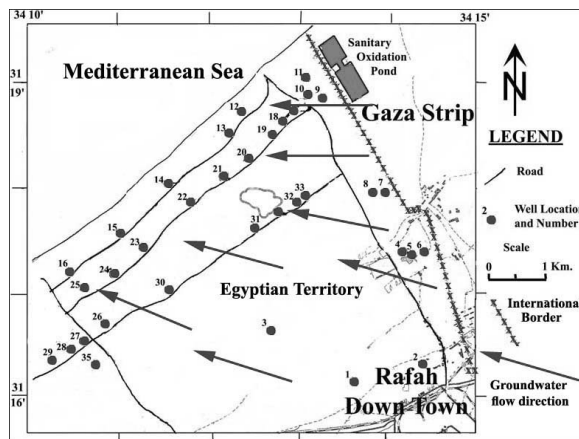 34 10'
34 15'
31
19'
Mediterranean Sea
Sanitary
Oxidation
Pond
Gaza Strip
N
LEGEND
Road
2
Well Location
and Number
Scale
0 1 Km.
International
Border
Groundwater
flow direction
11
10
9
12
18
13
19
20
21
14
22
8 7
33
32
31
15
23
4 5 6
16
24
25
30
Egyptian Territory
26
3
27
28
29
35
2
1
Rafah
Down Town
31
16'